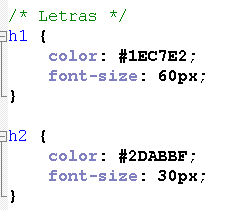 /* Letras */
h1 {
color: #1EC7E2;
font-size: 60px;
}
h2 {
color: #2DABBF;
font-size: 30px;
}